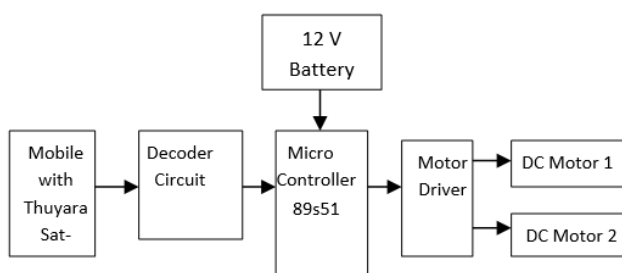 12 V
Battery
Mobile
with
Thuyara
Sat-
Decoder
Circuit
Micro
Controller
89s51
Motor
Driver
DC Motor 1
DC Motor 2